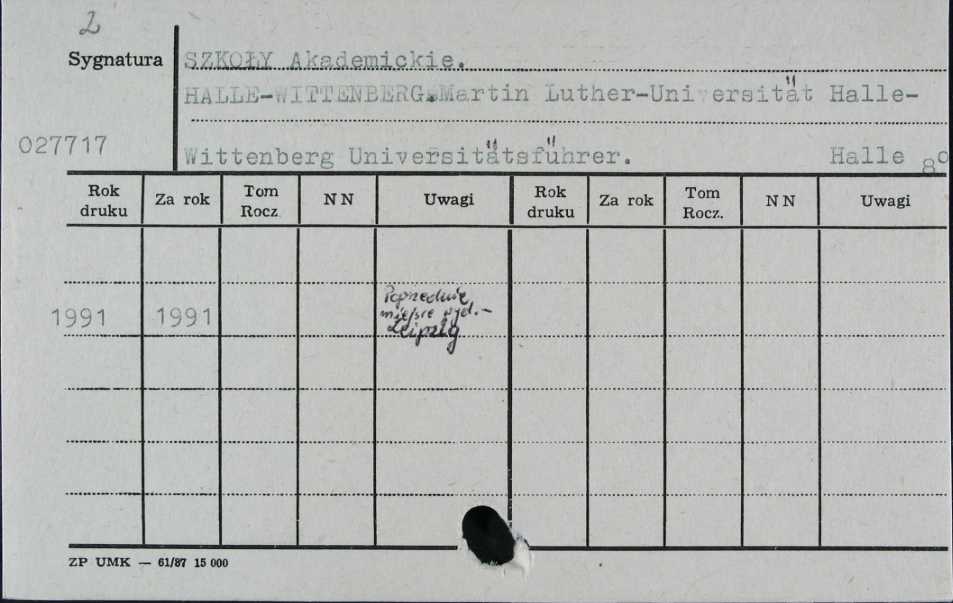 2
Sygnatura
SZKOŁY Akademickie.
HALLE-WITTENBERG.Martin Luther-Universität Halle-
027717
Wittenberg Universitätsführer. Halle 8o
Rok druku Za rok Tom Rocz. NN Uwagi Rok druku Za rok Tom Rocz. NN Uwagi
1991 1991 Poprzednie
miejsce wyd. –
Leipzig
ZP UMK — 61/87 15 000